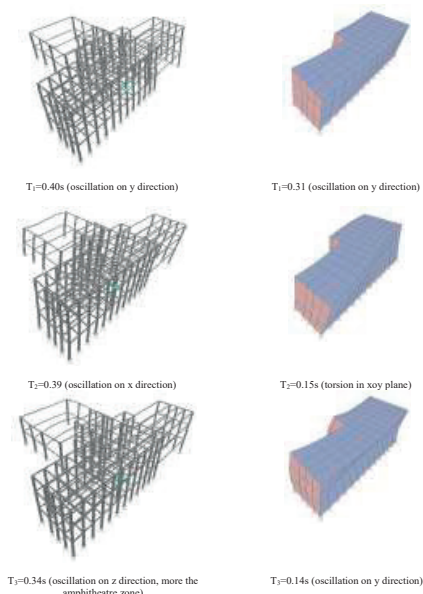 T₁=0.40s (oscillation on y direction)
T₁=0.31 (oscillation on y direction)
T₂=0.39 (oscillation on x direction)
T₂=0.15s (torsion in xoy plane)
T₃=0.34s (oscillation on z direction, more the
amphitheatre zone)
T₃=0.14s (oscillation on y direction)